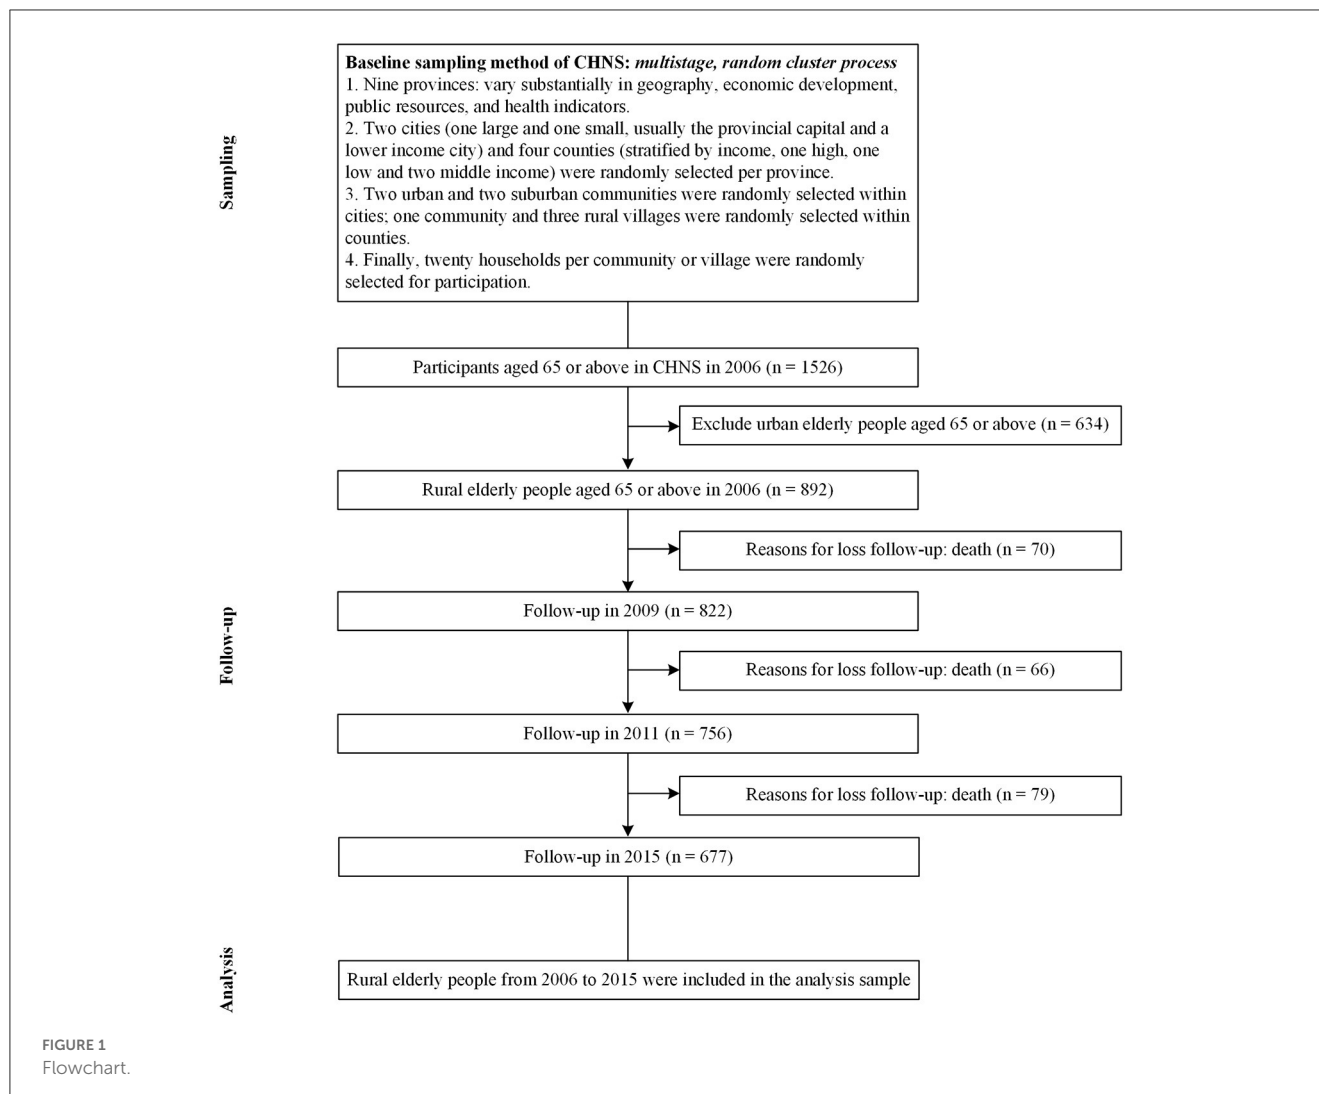 Sampling
Baseline sampling method of CHNS: multistage, random cluster process
1. Nine provinces: vary substantially in geography, economic development,
public resources, and health indicators.
2. Two cities (one large and one small, usually the provincial capital and a
lower income city) and four counties (stratified by income, one high, one
low and two middle income) were randomly selected per province.
3. Two urban and two suburban communities were randomly selected within
cities; one community and three rural villages were randomly selected within
counties.
4. Finally, twenty households per community or village were randomly
selected for participation.
Participants aged 65 or above in CHNS in 2006 (n = 1526)
Exclude urban elderly people aged 65 or above (n = 634)
Rural elderly people aged 65 or above in 2006 (n = 892)
Reasons for loss follow-up: death (n = 70)
Follow-up
Follow-up in 2009 (n = 822)
Reasons for loss follow-up: death (n = 66)
Follow-up in 2011 (n = 756)
Reasons for loss follow-up: death (n = 79)
Follow-up in 2015 (n = 677)
Analysis
Rural elderly people from 2006 to 2015 were included in the analysis sample
FIGURE 1
Flowchart.